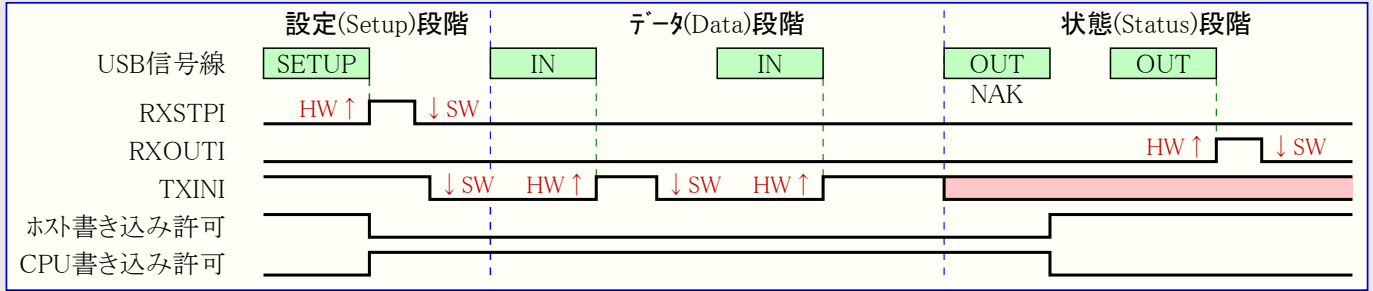 設定(Setup)段階 データ(Data)段階 状態(Status)段階
USB信号線 SETUP IN IN OUT OUT
NAK
RXSTPI HW↑ ↓SW
RXOUTI HW↑ ↓SW
TXINI ↓SW HW↑ ↓SW HW↑
ホスト書き込み許可
CPU書き込み許可